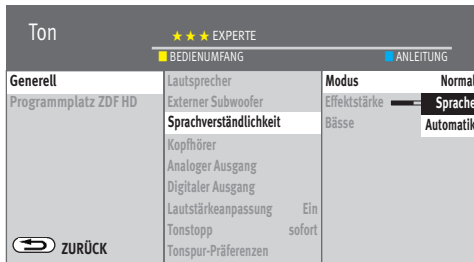 Ton
★ ★ ★ EXPERTE
BEDIENUMFANG
ANLEITUNG
Generell
Programmplatz ZDF HD
ZURÜCK
Lautsprecher
Externer Subwoofer
Sprachverständlichkeit
Kopfhörer
Analoger Ausgang
Digitaler Ausgang
Lautstärkeanpassung Ein
Tonstopp sofort
Tonspur-Präferenzen
Modus Normal
Effektstärke Sprache
Bässe Automatik